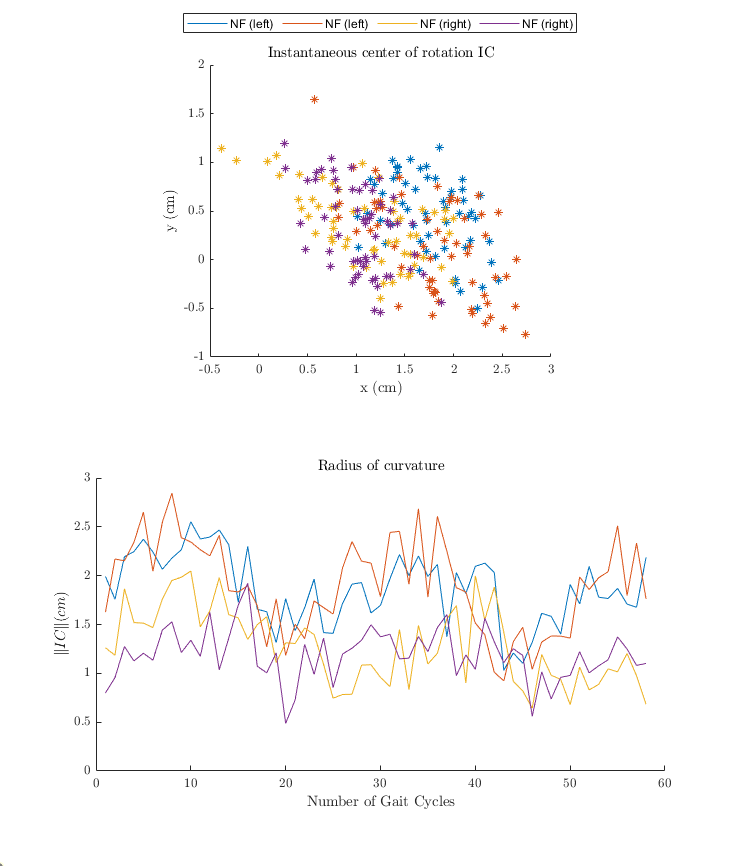 NF (left) NF (left) NF (right) NF (right)
Instantaneous center of rotation IC
2
1.5
1
0.5
0
-0.5
-1
y (cm)
-0.5 0 0.5 1 1.5 2 2.5 3
x (cm)
Radius of curvature
3
2.5
2
1.5
1
0.5
0
‖IC‖(cm)
0 10 20 30 40 50 60
Number of Gait Cycles